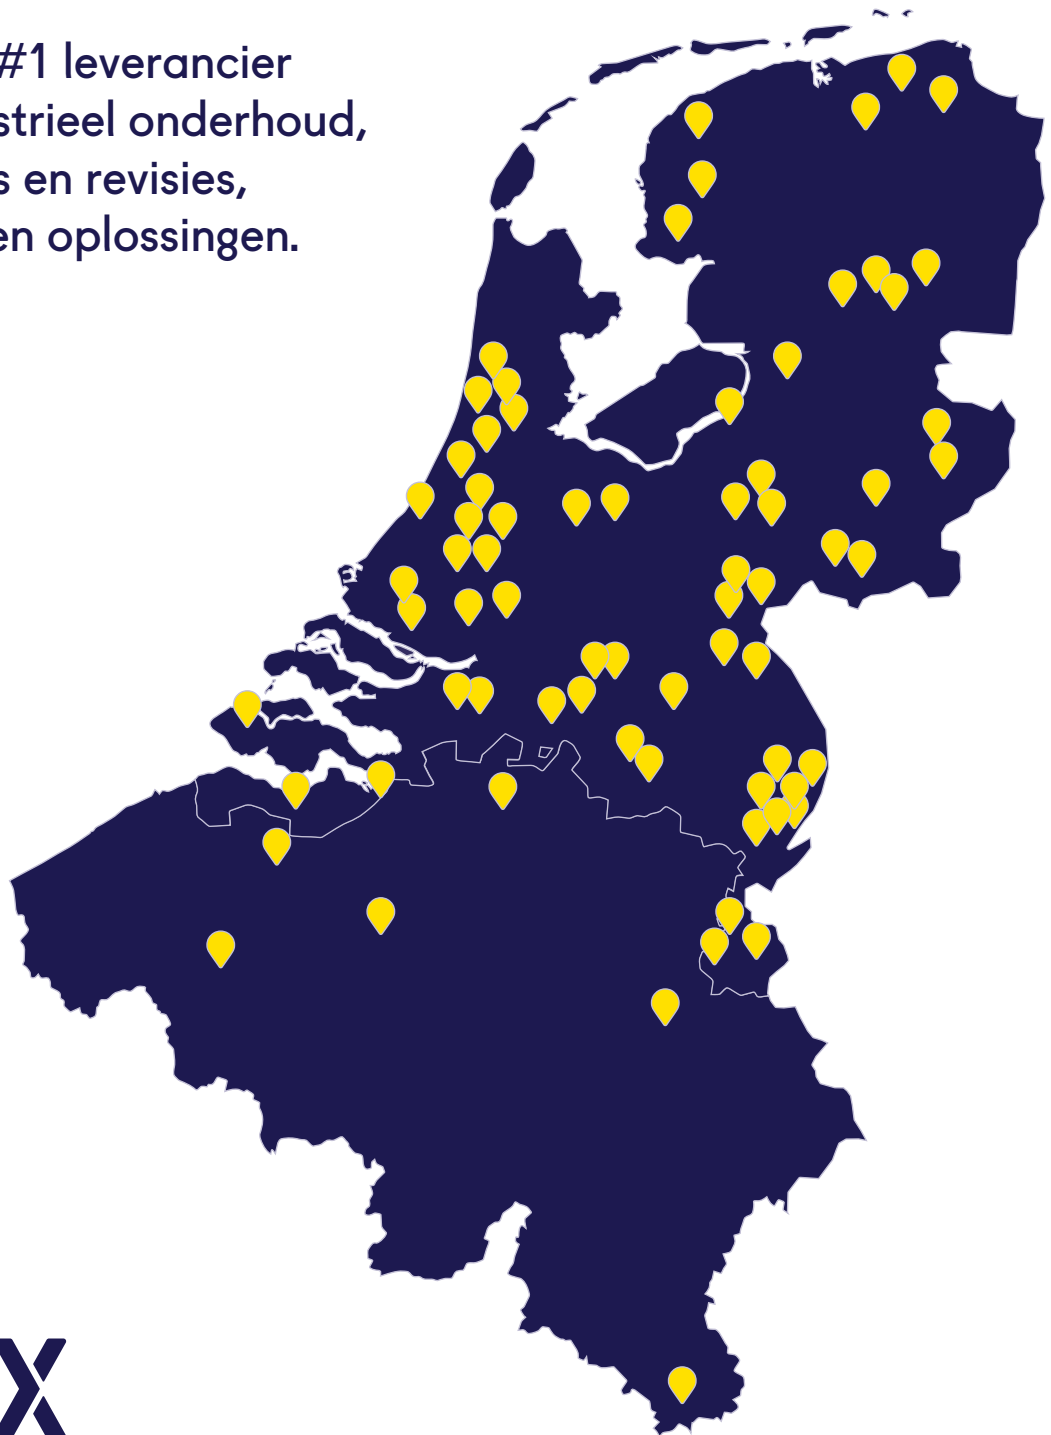 #1 leverancier
strieel onderhoud,
s en revisies,
en oplossingen.
X